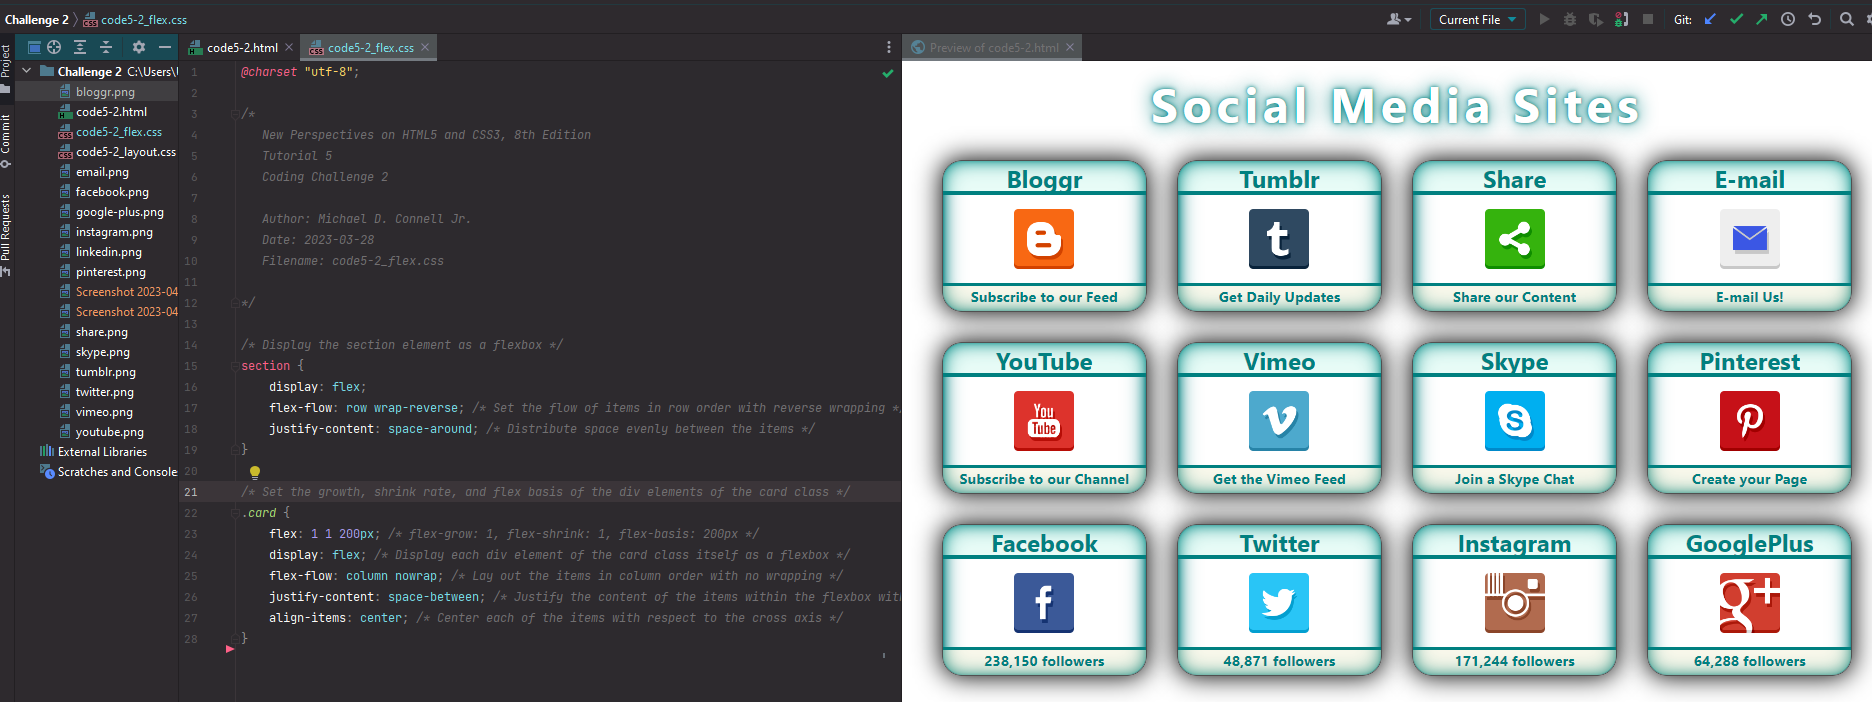 Challenge 2 code5-2_flex.css
Current File
Git:
Project
Commit
Pull Requests
Challenge 2 C:\Users\
bloggr.png
code5-2.html
code5-2_flex.css
code5-2_layout.css
email.png
facebook.png
google-plus.png
instagram.png
linkedin.png
pinterest.png
Screenshot 2023-04
Screenshot 2023-04
share.png
skype.png
tumblr.png
twitter.png
vimeo.png
youtube.png
External Libraries
Scratches and Console
code5-2.html
code5-2_flex.css
1 @charset "utf-8";
2
3 /*
4 New Perspectives on HTML5 and CSS3, 8th Edition
5 Tutorial 5
6 Coding Challenge 2
7
8 Author: Michael D. Connell Jr.
9 Date: 2023-03-28
10 Filename: code5-2_flex.css
11
12 */
13
14 /* Display the section element as a flexbox */
15 section {
16 display: flex;
17 flex-flow: row wrap-reverse; /* Set the flow of items in row order with reverse wrapping *
18 justify-content: space-around; /* Distribute space evenly between the items */
19 }
20
21 /* Set the growth, shrink rate, and flex basis of the div elements of the card class */
22 .card {
23 flex: 1 1 200px; /* flex-grow: 1, flex-shrink: 1, flex-basis: 200px */
24 display: flex; /* Display each div element of the card class itself as a flexbox */
25 flex-flow: column nowrap; /* Lay out the items in column order with no wrapping */
26 justify-content: space-between; /* Justify the content of the items within the flexbox wit
27 align-items: center; /* Center each of the items with respect to the cross axis */
28 }
Preview of code5-2.html
Social Media Sites
Bloggr
Subscribe to our Feed
Tumblr
t
Get Daily Updates
Share
Share our Content
E-mail
E-mail Us!
YouTube
You
Tube
Subscribe to our Channel
Vimeo
Get the Vimeo Feed
Skype
Join a Skype Chat
Pinterest
Create your Page
Facebook
f
238,150 followers
Twitter
48,871 followers
Instagram
171,244 followers
GooglePlus
g+
64,288 followers